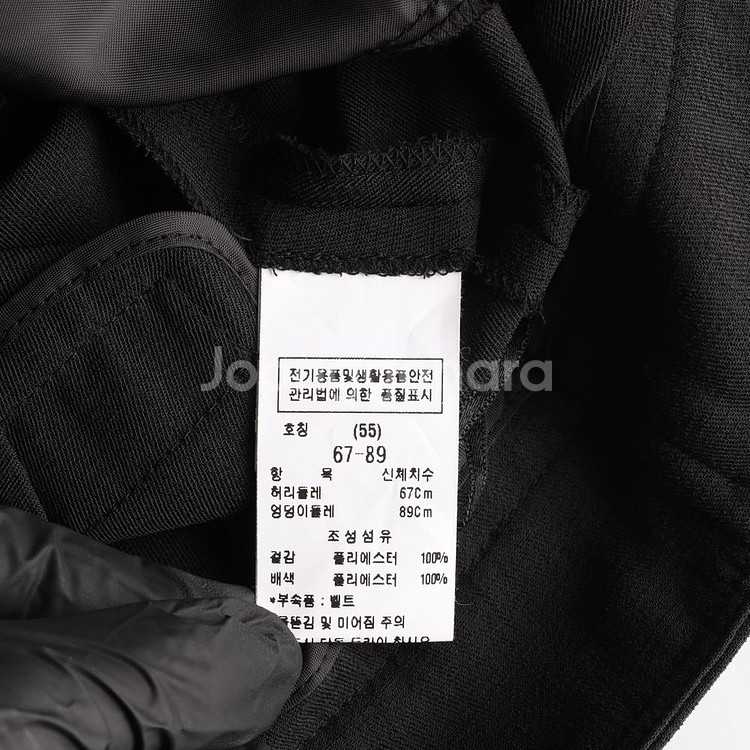 전기용품및생활용품안전
관리법에 의한 품질표시
호칭 (55)
67-89
항 목 신체치수
허리둘레 67Cm
엉덩이둘레 89Cm
조성섬유
겉감 폴리에스터 100%
배색 폴리에스터 100%
*부속품 : 벨트
뜯김 및 미어짐 주의